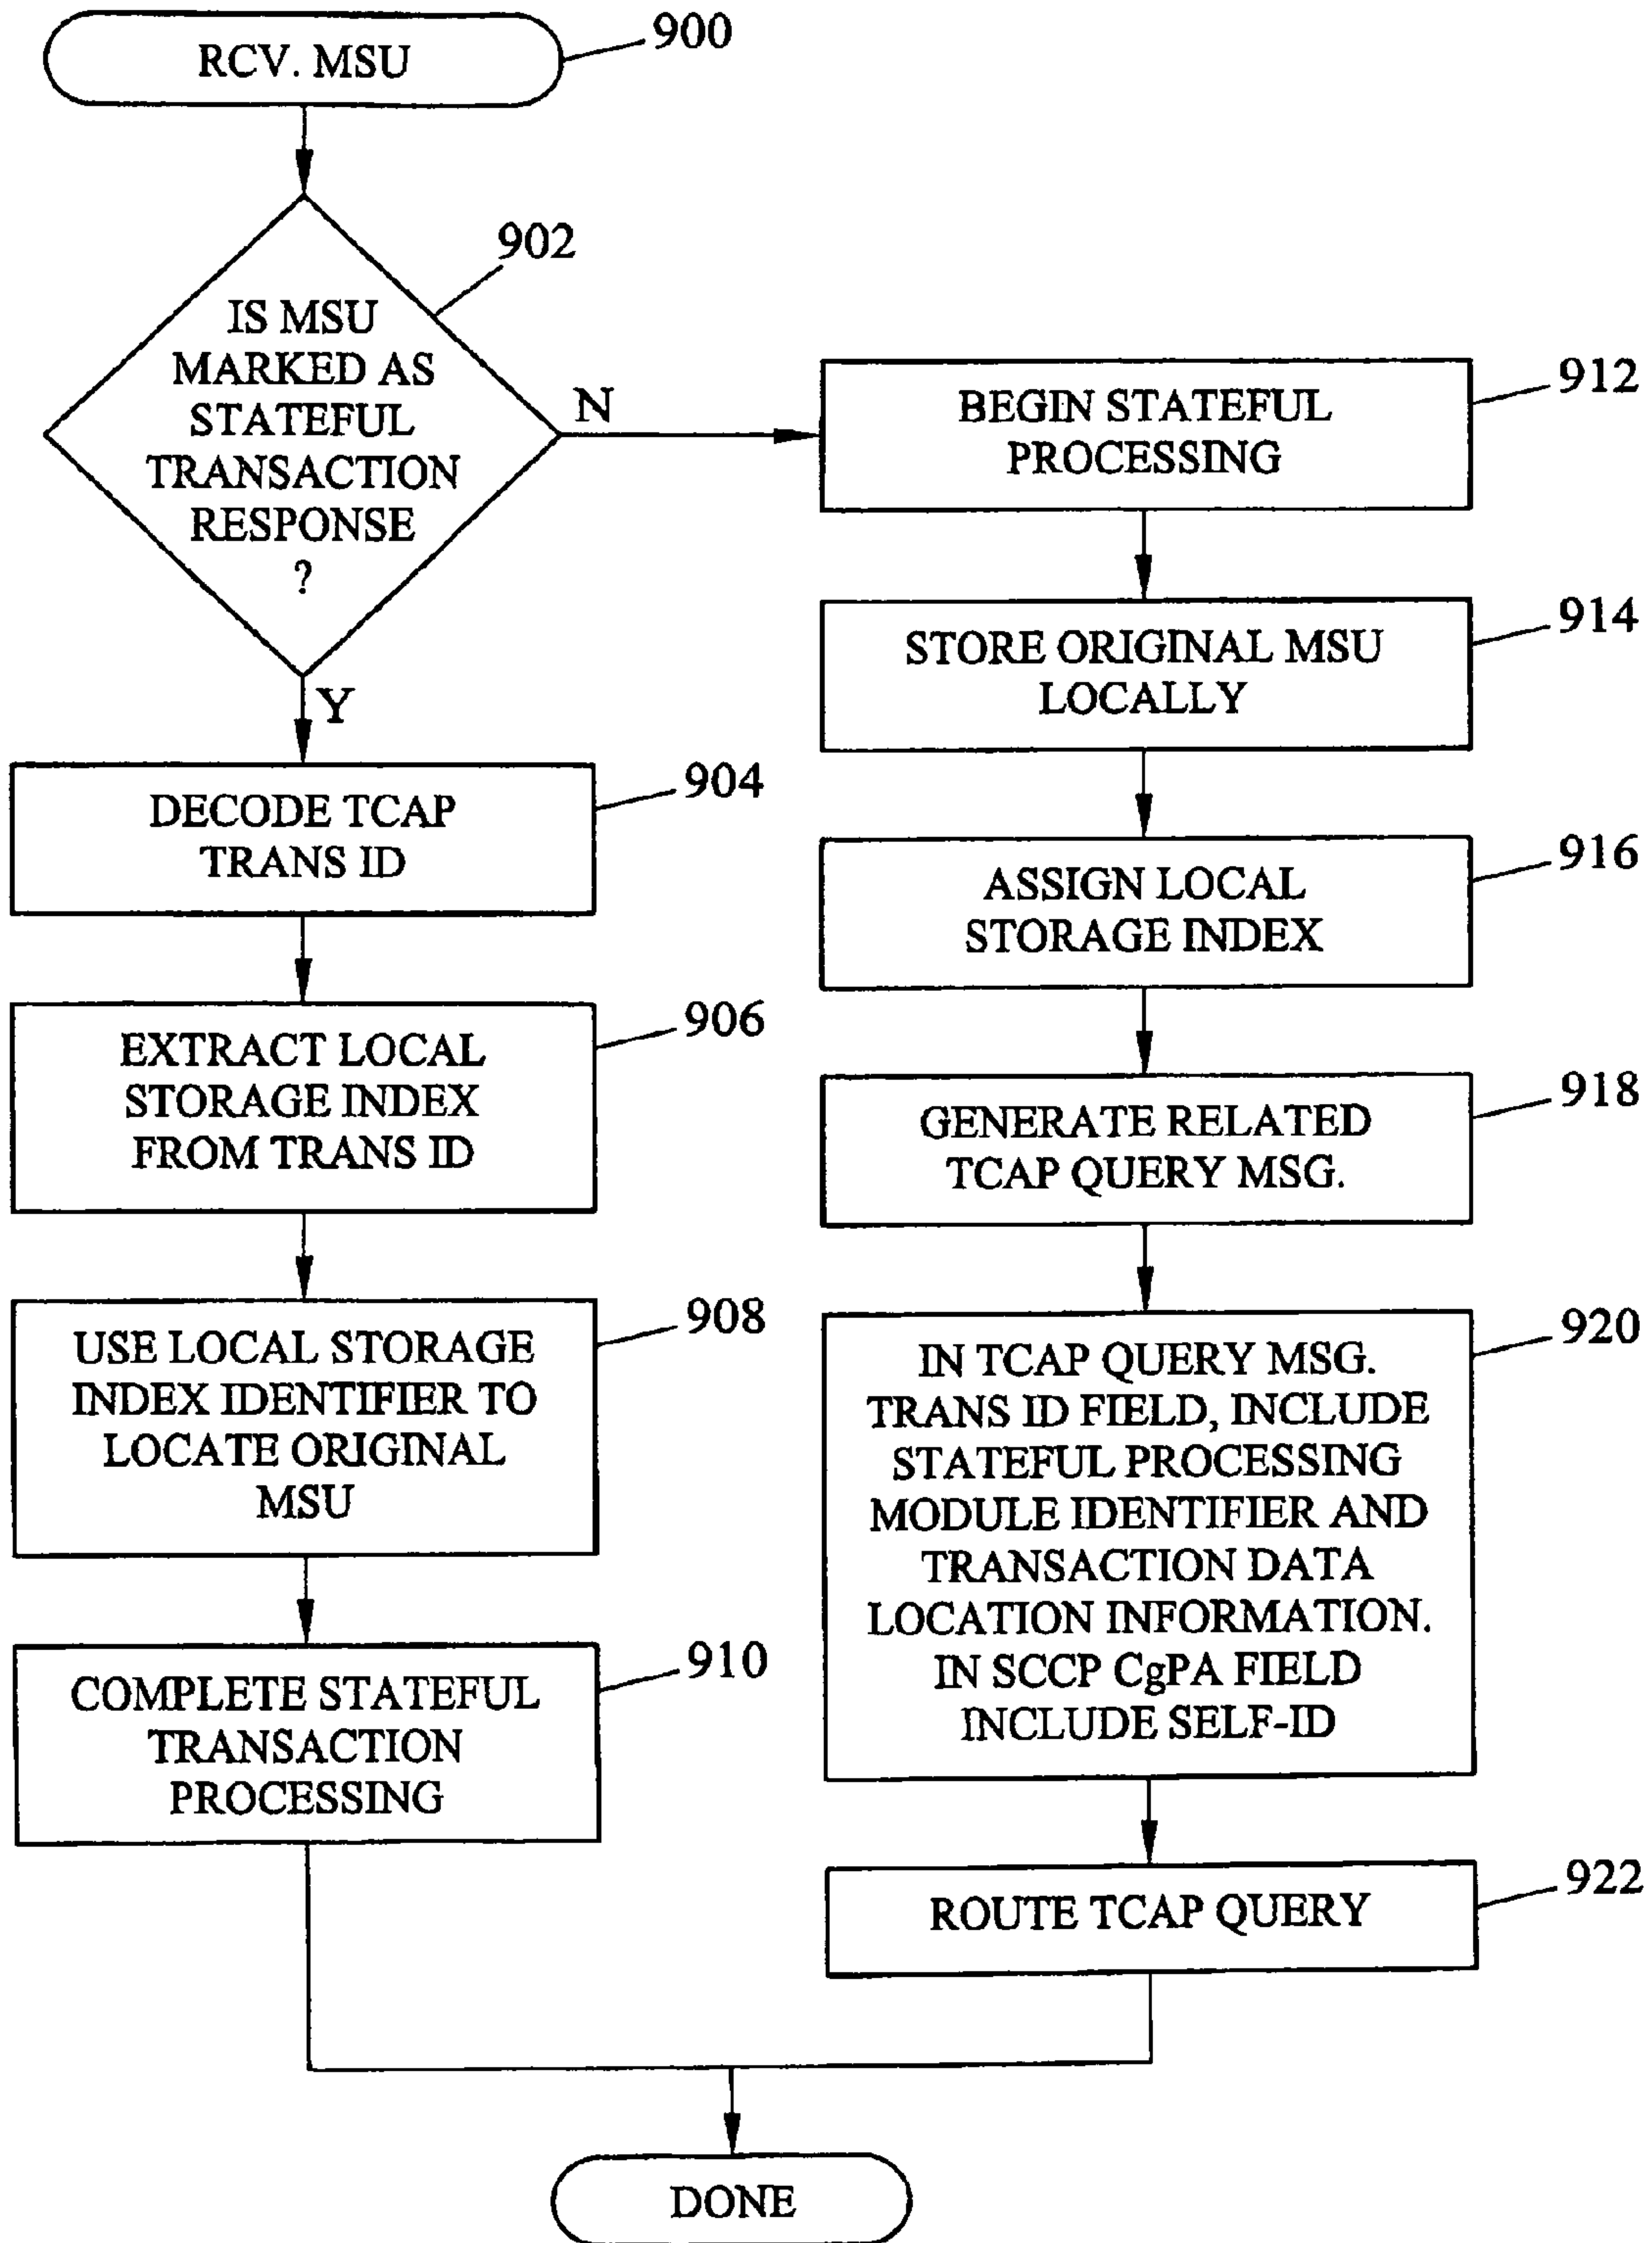 RCV. MSU
900
902
IS MSU
MARKED AS
STATEFUL
TRANSACTION
RESPONSE
?
N
Y
904
DECODE TCAP
TRANS ID
906
EXTRACT LOCAL
STORAGE INDEX
FROM TRANS ID
908
USE LOCAL STORAGE
INDEX IDENTIFIER TO
LOCATE ORIGINAL
MSU
910
COMPLETE STATEFUL
TRANSACTION
PROCESSING
912
BEGIN STATEFUL
PROCESSING
914
STORE ORIGINAL MSU
LOCALLY
916
ASSIGN LOCAL
STORAGE INDEX
918
GENERATE RELATED
TCAP QUERY MSG.
920
IN TCAP QUERY MSG.
TRANS ID FIELD, INCLUDE
STATEFUL PROCESSING
MODULE IDENTIFIER AND
TRANSACTION DATA
LOCATION INFORMATION.
IN SCCP CgPA FIELD
INCLUDE SELF-ID
922
ROUTE TCAP QUERY
DONE